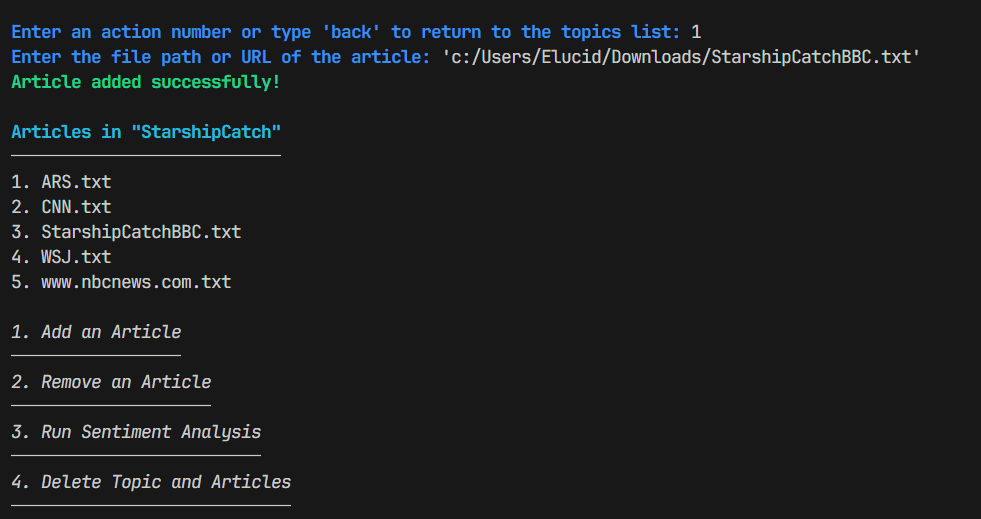 Enter an action number or type 'back' to return to the topics list: 1
Enter the file path or URL of the article: 'c:/Users/Elucid/Downloads/StarshipCatchBBC.txt'
Article added successfully!
Articles in "StarshipCatch"
1. ARS.txt
2. CNN.txt
3. StarshipCatchBBC.txt
4. WSJ.txt
5. www.nbcnews.com.txt
1. Add an Article
2. Remove an Article
3. Run Sentiment Analysis
4. Delete Topic and Articles